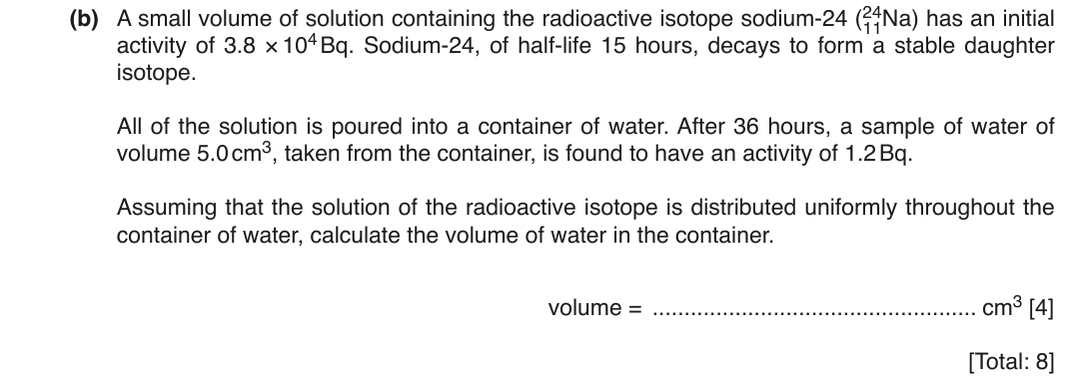 (b) A small volume of solution containing the radioactive isotope sodium-24 (²⁴₁₁Na) has an initial
activity of 3.8 × 10⁴ Bq. Sodium-24, of half-life 15 hours, decays to form a stable daughter
isotope.
All of the solution is poured into a container of water. After 36 hours, a sample of water of
volume 5.0 cm³, taken from the container, is found to have an activity of 1.2 Bq.
Assuming that the solution of the radioactive isotope is distributed uniformly throughout the
container of water, calculate the volume of water in the container.
volume = .................................................. cm³ [4]
[Total: 8]